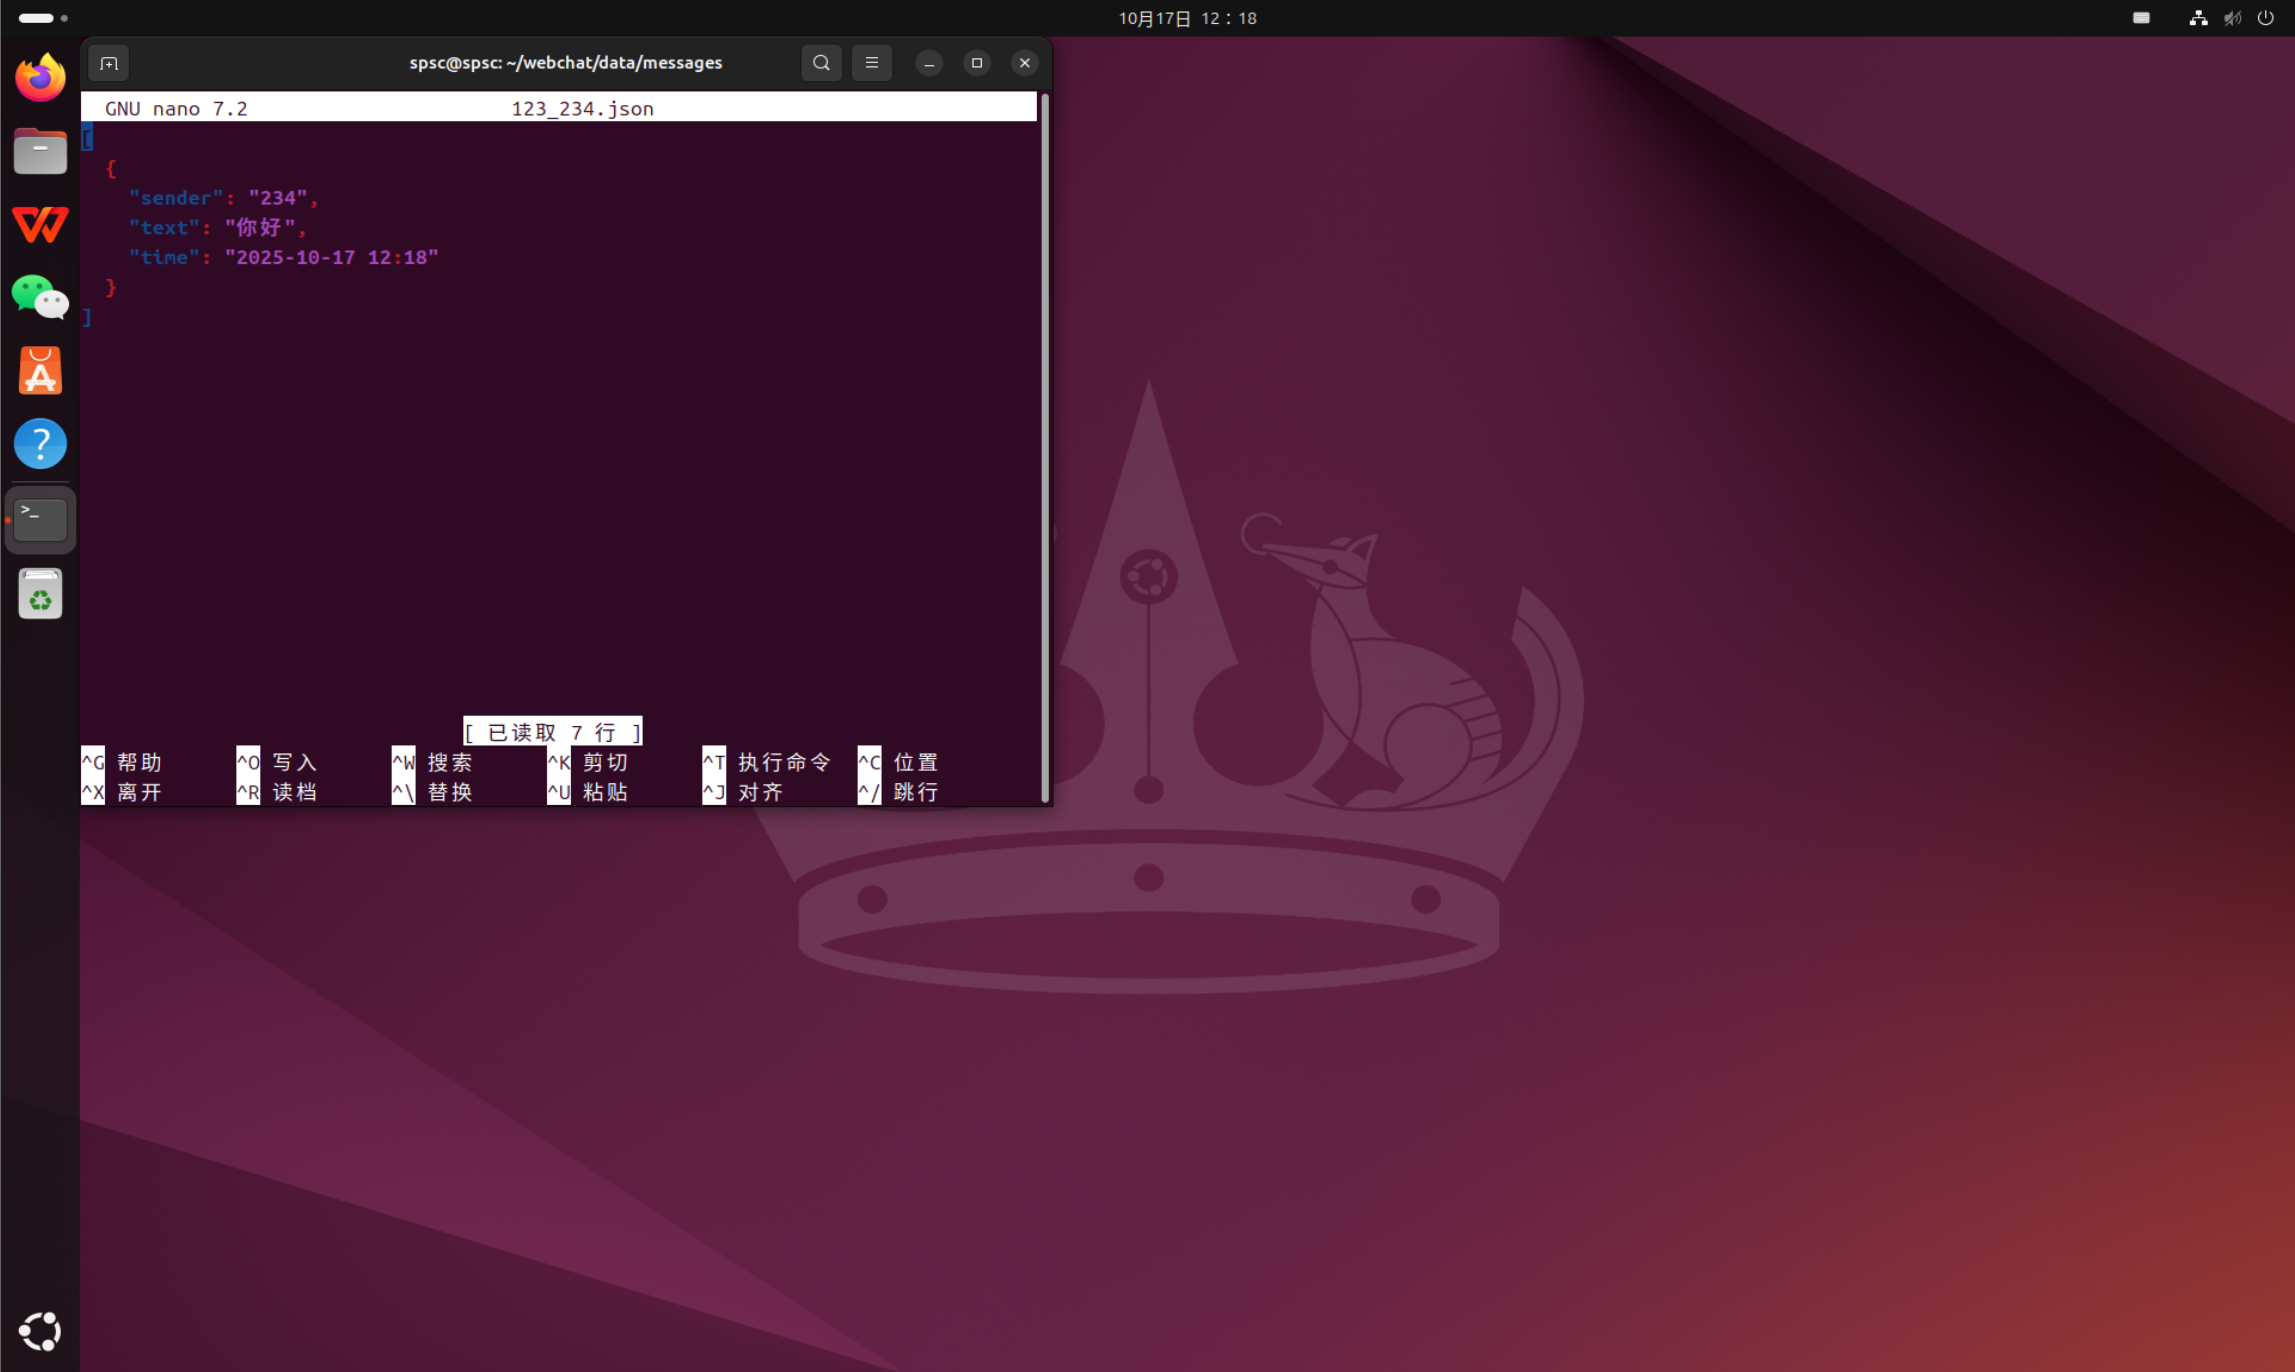 10月17日 12：18
spsc@spsc: ~/webchat/data/messages
GNU nano 7.2 123_234.json
[
{
"sender": "234",
"text": "你好",
"time": "2025-10-17 12:18"
}
]
[ 已读取 7 行 ]
^G 帮助 ^O 写入 ^W 搜索 ^K 剪切 ^T 执行命令 ^C 位置
^X 离开 ^R 读档 ^\ 替换 ^U 粘贴 ^J 对齐 ^/ 跳行